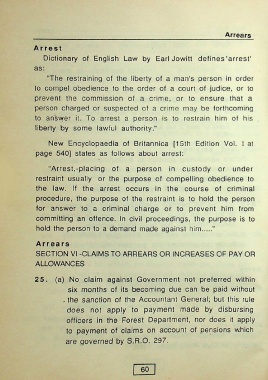 Arrears
Arrest
Dictionary of English Law by Earl Jowitt defines 'arrest'
as:
"The restraining of the liberty of a man's person in order
to compel obedience to the order of a court of judice, or to
prevent the commission of a crime, or to ensure that a
person charged or suspected of a crime may be forthcoming
to answer it. To arrest a person is to restrain him of his
liberty by some lawful authority."
New Encyclopaedia of Britannica [15th Edition Vol. I at
page 540] states as follows about arrest:
"Arrest.-placing of a person in custody or under
restraint usually or the purpose of compelling obedience to
the law. If the arrest occurs in the course of criminal
procedure, the purpose of the restraint is to hold the person
for answer to a criminal charge or to prevent him from
committing an offence. In civil proceedings, the purpose is to
hold the person to a demand made against him....."
Arrears
SECTION VI -CLAIMS TO ARREARS OR INCREASES OF PAY OR
ALLOWANCES
25. (a) No claim against Government not preferred within
six months of its becoming due can be paid without
the sanction of the Accountant General; but this rule
does not apply to payment made by disbursing
officers in the Forest Department, nor does it apply
to payment of claims on account of pensions which
are governed by S.R.O. 297.
60